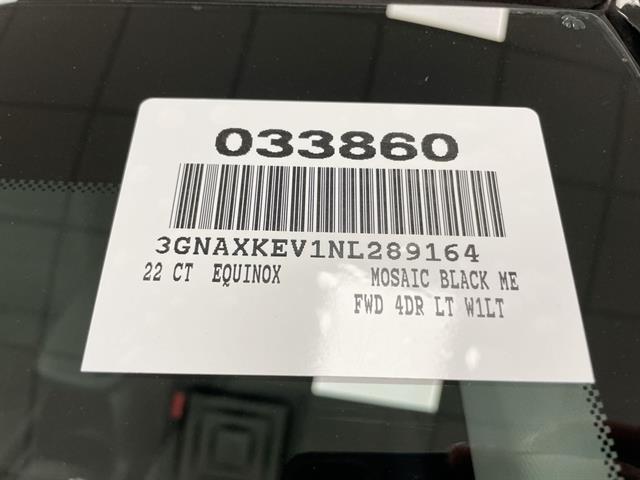 033860
3GNAXKEV1NL289164
22 CT EQUINOX MOSAIC BLACK ME
FWD 4DR LT W1LT